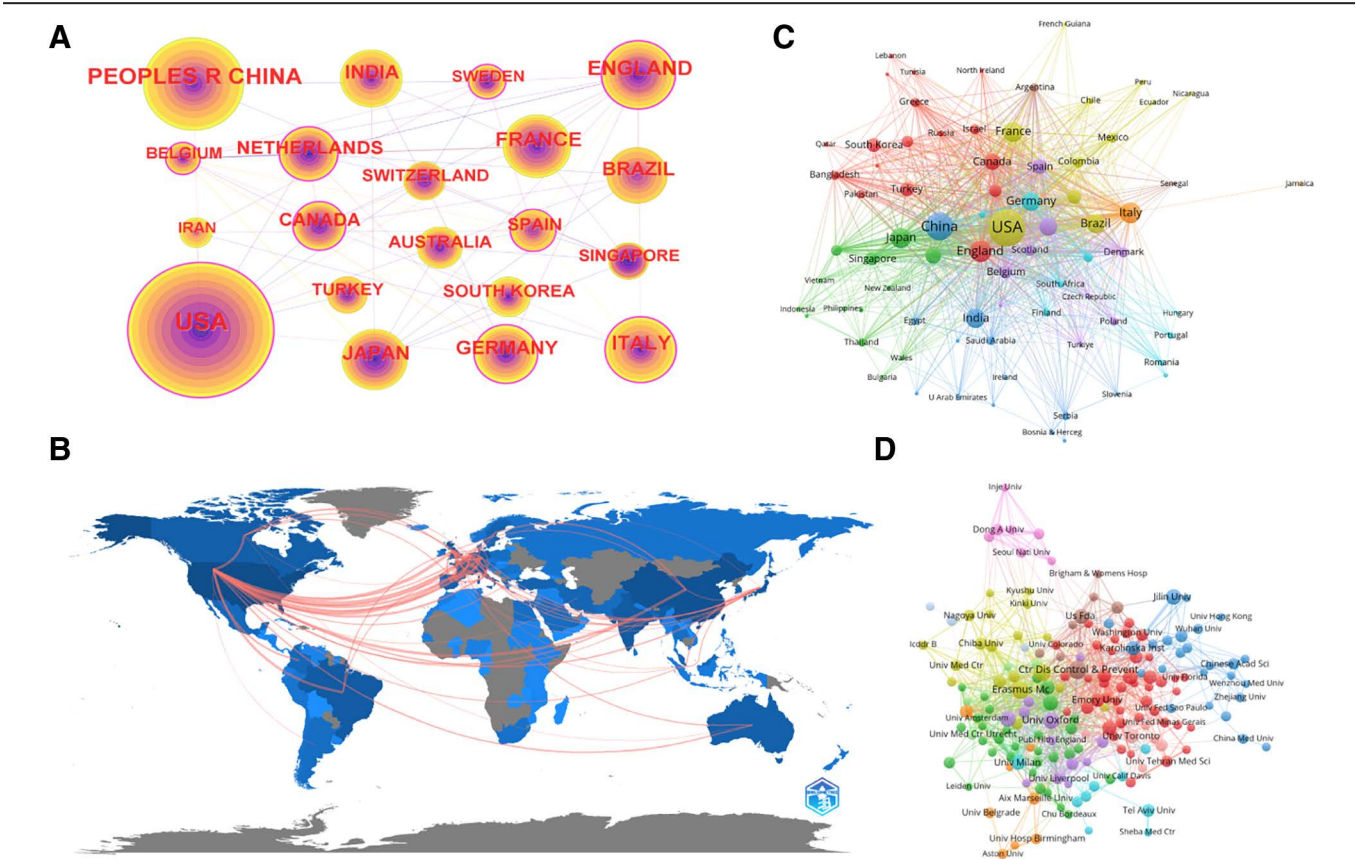 A
PEOPLES R CHINA
INDIA
SWEDEN
ENGLAND
BELGIUM
NETHERLANDS
FRANCE
SWITZERLAND
BRAZIL
IRAN
CANADA
AUSTRALIA
SPAIN
SINGAPORE
TURKEY
SOUTH KOREA
USA
JAPAN
GERMANY
ITALY
C
French Guiana
Lebanon
Tunisia
North Ireland
Argentina
Peru
Nicaragua
Greece
Chile
Ecuador
Russia
Israel
France
Mexico
Qatar
South Korea
Canada
Spain
Colombia
Bangladesh
Pakistan
Turkey
Germany
Senegal
Jamaica
China
USA
Brazil
Italy
Japan
England
Scotland
Denmark
Singapore
Belgium
Vietnam
New Zealand
South Africa
Czech Republic
Indonesia
Philippines
Egypt
India
Finland
Poland
Hungary
Thailand
Saudi Arabia
Turkiye
Portugal
Wales
Romania
Bulgaria
Ireland
U Arab Emirates
Slovenia
Serbia
Bosnia & Herceg
B
D
Inje Univ
Dong A Univ
Seoul Natl Univ
Brigham & Womens Hosp
Kyushu Univ
Kinki Univ
Jilin Univ
Nagoya Univ
Us Fda
Univ Hong Kong
Washington Univ
Wuhan Univ
Icddr B
Chiba Univ
Univ Colorado
Karolinska Inst
Univ Med Ctr
Ctr Dis Control & Prevent
Chinese Acad Sci
Univ Florida
Wenzhou Med Univ
Erasmus Mc
Emory Univ
Zhejiang Univ
Univ Fed Sao Paulo
Univ Amsterdam
Univ Oxford
Univ Fed Minas Gerais
Univ Med Ctr Utrecht
Publ Hlth England
Univ Toronto
China Med Univ
Univ Milan
Univ Tehran Med Sci
Univ Liverpool
Univ Calif Davis
Leiden Univ
Aix Marseille Univ
Univ Belgrade
Chu Bordeaux
Tel Aviv Univ
Univ Hosp Birmingham
Sheba Med Ctr
Aston Univ